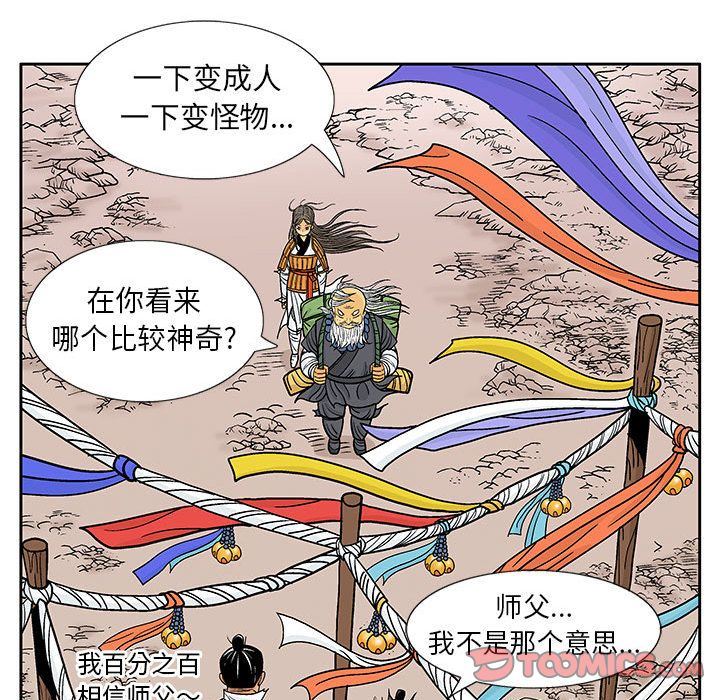 一下变成人
一下变怪物...
在你看来
哪个比较神奇?
师父...
我不是那个意思...
我百分之百
相信师父～
TOOMICS.com